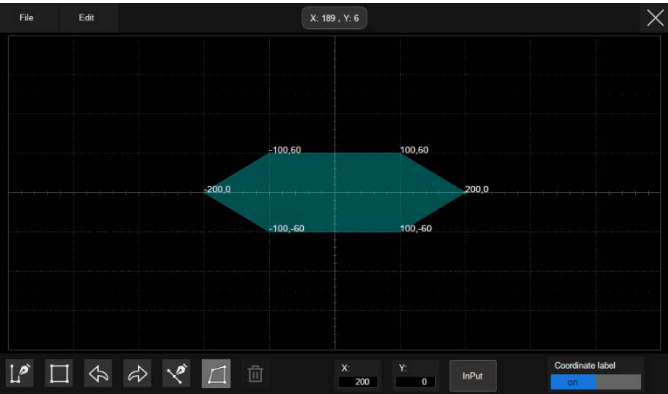 File Edit X: 189 , Y: 6
-100,60 100,60
-200,0 200,0
-100,-60 100,-60
X: Y: Coordinate label
200 0 InPut on